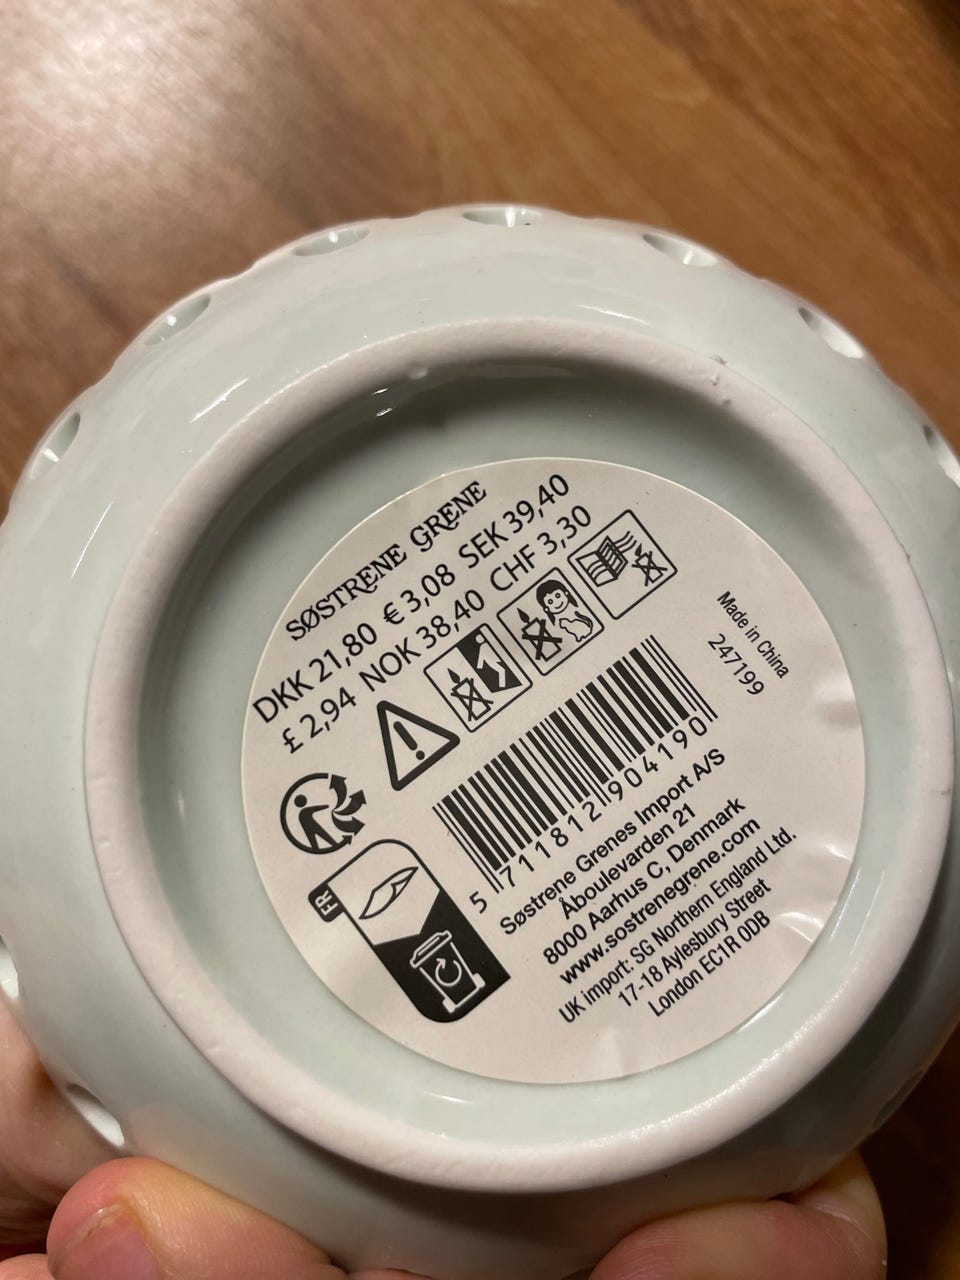 SØSTRENE GRENE
DKK 21,80 € 3,08 SEK 39,40
£ 2,94 NOK 38,40 CHF 3,30
Made in China
247199
5 711812 904190
FR
Søstrene Grenes Import A/S
Åboulevarden 21
8000 Aarhus C, Denmark
www.sostrenegrene.com
UK import: SG Northern England Ltd.
17-18 Aylesbury Street
London EC1R 0DB